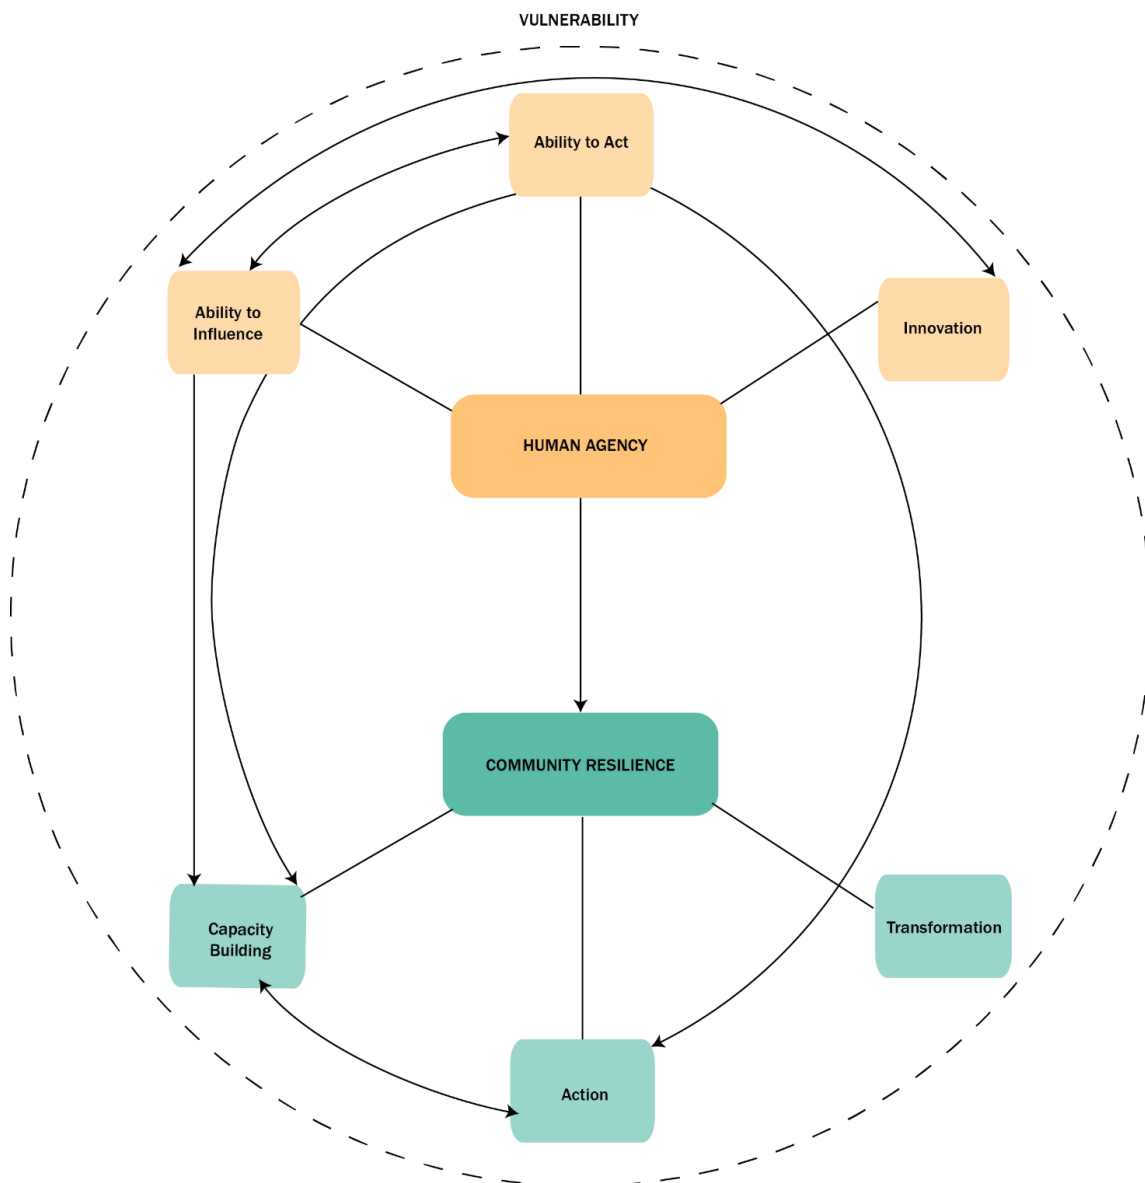 VULNERABILITY
Ability to Act
Ability to
Influence
Innovation
HUMAN AGENCY
COMMUNITY RESILIENCE
Capacity
Building
Transformation
Action